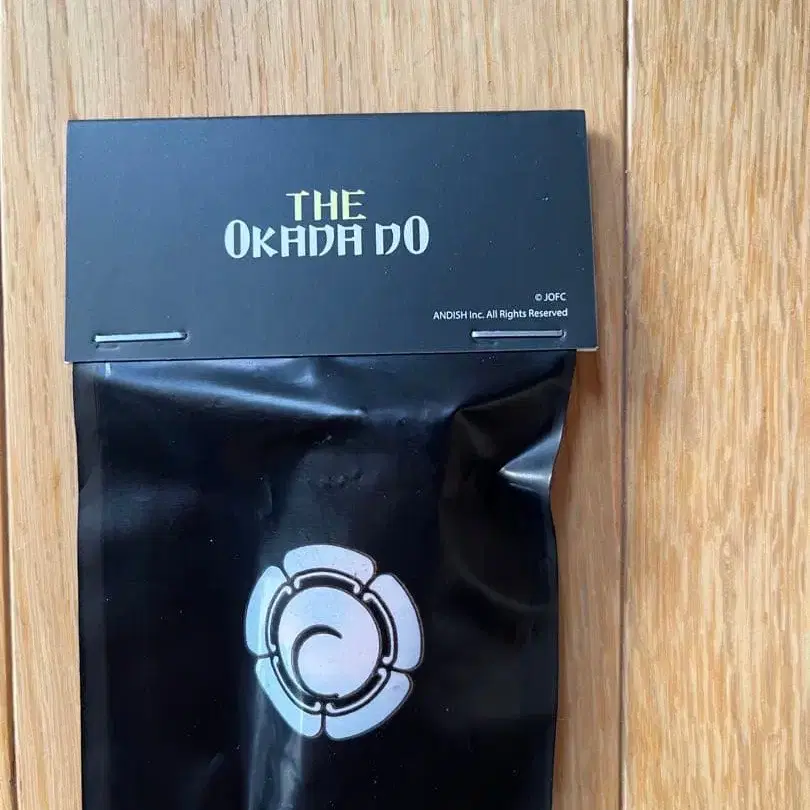 THE
OKADA DO
© JOFC
ANDISH Inc. All Rights Reserved